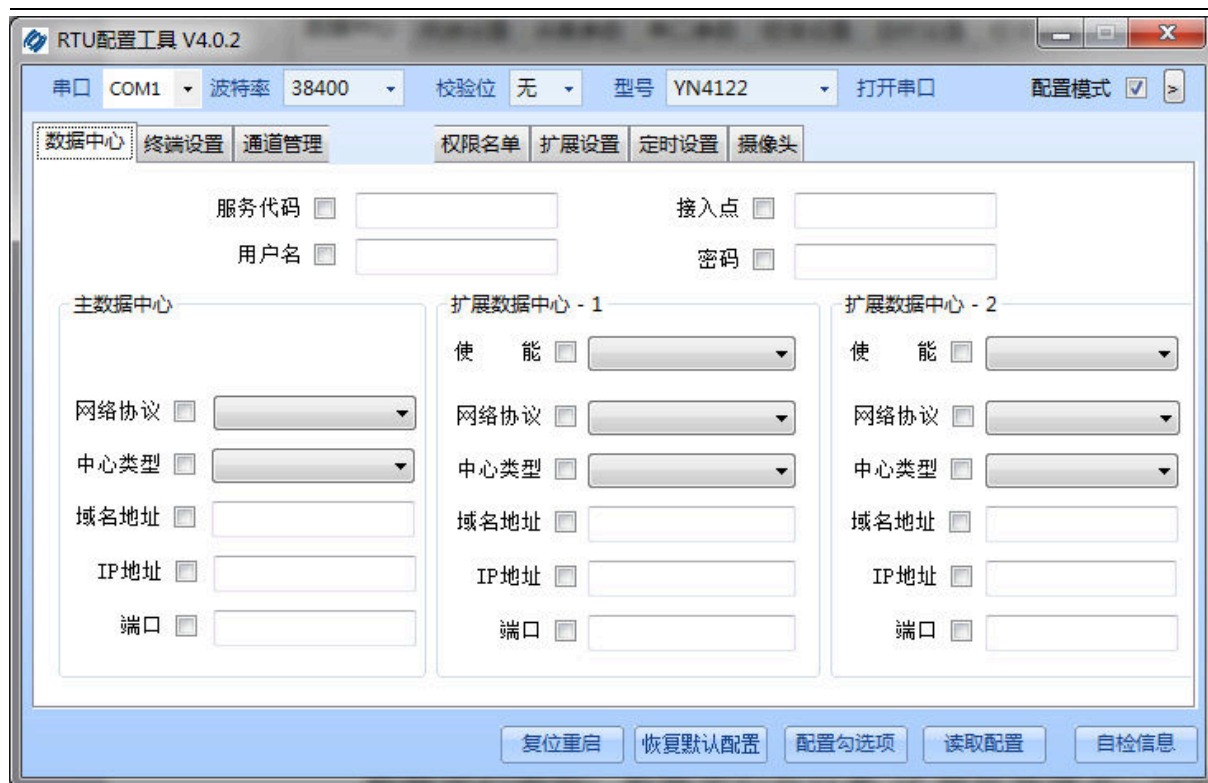 RTU配置工具 V4.0.2
串口 COM1 波特率 38400 校验位 无 型号 YN4122 打开串口 配置模式 >
数据中心 终端设置 通道管理 权限名单 扩展设置 定时设置 摄像头
服务代码 接入点
用户名 密码
主数据中心 扩展数据中心 - 1 扩展数据中心 - 2
使 能 使 能
网络协议 网络协议 网络协议
中心类型 中心类型 中心类型
域名地址 域名地址 域名地址
IP地址 IP地址 IP地址
端口 端口 端口
复位重启 恢复默认配置 配置勾选项 读取配置 自检信息